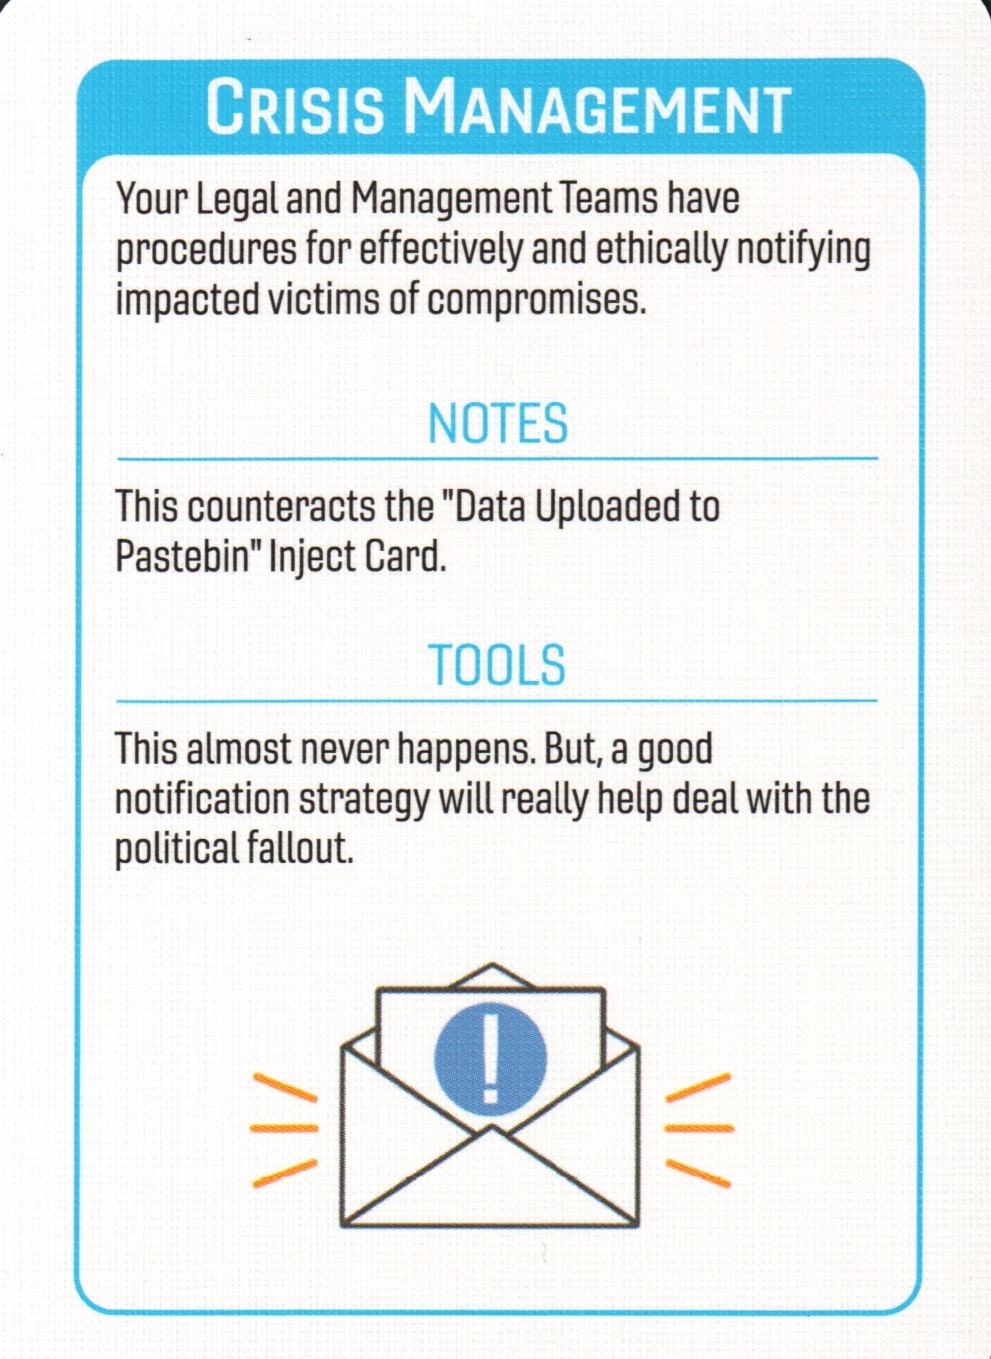 CRISIS MANAGEMENT
Your Legal and Management Teams have
procedures for effectively and ethically notifying
impacted victims of compromises.
NOTES
This counteracts the "Data Uploaded to
Pastebin" Inject Card.
TOOLS
This almost never happens. But, a good
notification strategy will really help deal with the
political fallout.
!